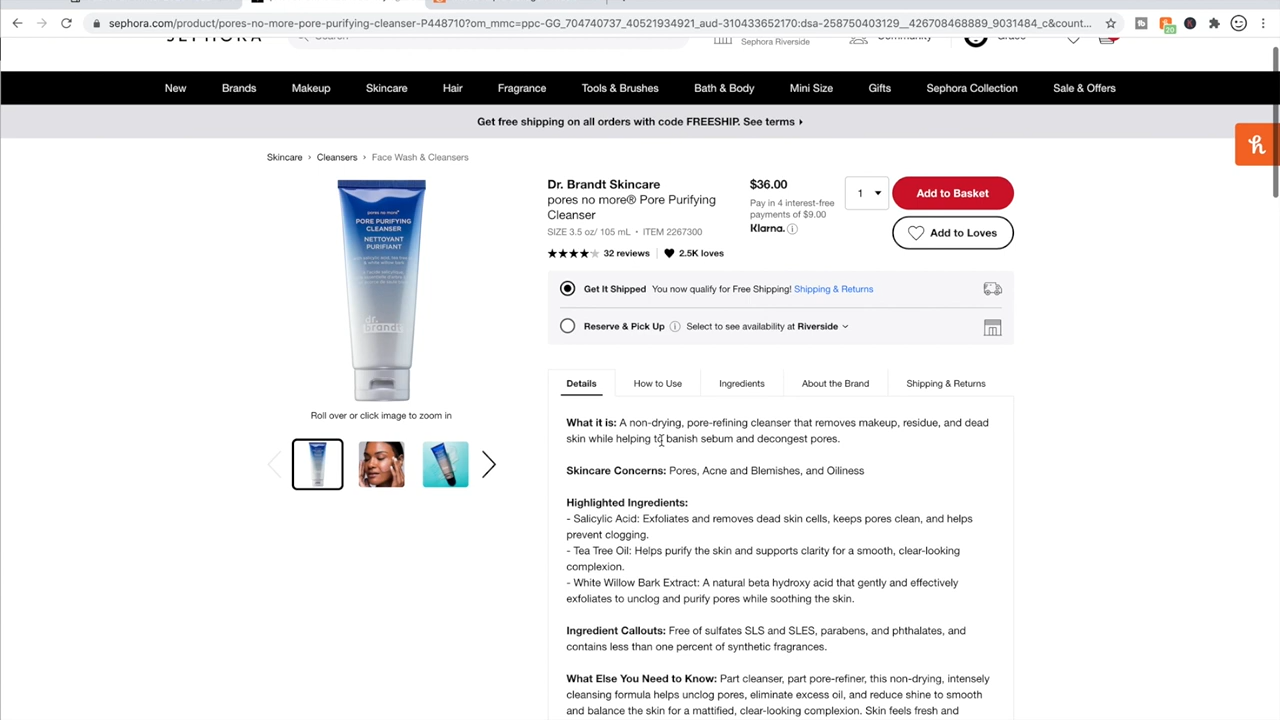 sephora.com/product/pores-no-more-pore-purifying-cleanser-P448710?om_mmc=ppc-GG_704740737_40521934921_aud-310433652170:dsa-258750403129__426708468889_9031484_c&count...
20
SEPHORA
Search
Sephora Riverside
Community
Grace
New Brands Makeup Skincare Hair Fragrance Tools & Brushes Bath & Body Mini Size Gifts Sephora Collection Sale & Offers
Get free shipping on all orders with code FREESHIP. See terms
h
Skincare > Cleansers > Face Wash & Cleansers
pores no more®
PORE PURIFYING
CLEANSER
NETTOYANT
PURIFIANT
dr.
brandt
Roll over or click image to zoom in
Dr. Brandt Skincare
pores no more® Pore Purifying
Cleanser
SIZE 3.5 oz/ 105 mL • ITEM 2267300
32 reviews 2.5K loves
$36.00
Pay in 4 interest-free
payments of $9.00
Klarna.
1
Add to Basket
Add to Loves
Get It Shipped You now qualify for Free Shipping! Shipping & Returns
Reserve & Pick Up Select to see availability at Riverside
Details How to Use Ingredients About the Brand Shipping & Returns
What it is: A non-drying, pore-refining cleanser that removes makeup, residue, and dead
skin while helping to banish sebum and decongest pores.
Skincare Concerns: Pores, Acne and Blemishes, and Oiliness
Highlighted Ingredients:
- Salicylic Acid: Exfoliates and removes dead skin cells, keeps pores clean, and helps
prevent clogging.
- Tea Tree Oil: Helps purify the skin and supports clarity for a smooth, clear-looking
complexion.
- White Willow Bark Extract: A natural beta hydroxy acid that gently and effectively
exfoliates to unclog and purify pores while soothing the skin.
Ingredient Callouts: Free of sulfates SLS and SLES, parabens, and phthalates, and
contains less than one percent of synthetic fragrances.
What Else You Need to Know: Part cleanser, part pore-refiner, this non-drying, intensely
cleansing formula helps unclog pores, eliminate excess oil, and reduce shine to smooth
and balance the skin for a mattified, clear-looking complexion. Skin feels fresh and